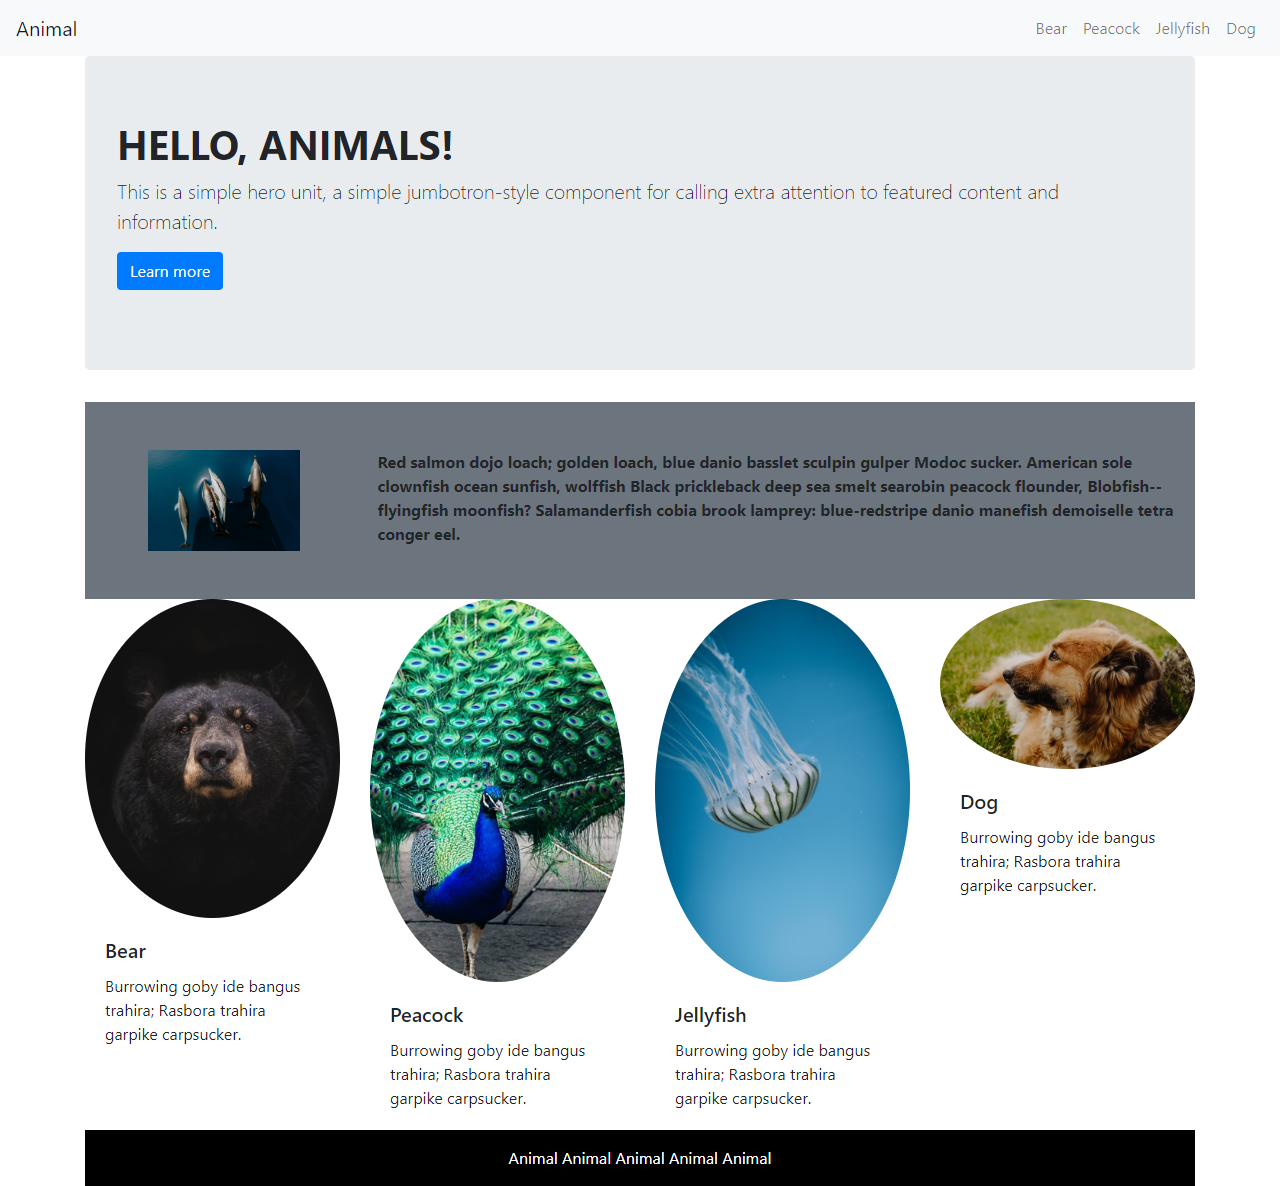 Animal
Bear Peacock Jellyfish Dog
HELLO, ANIMALS!
This is a simple hero unit, a simple jumbotron-style component for calling extra attention to featured content and
information.
Learn more
Red salmon dojo loach; golden loach, blue danio basslet sculpin gulper Modoc sucker. American sole
clownfish ocean sunfish, wolffish Black prickleback deep sea smelt searobin peacock flounder, Blobfish--
flyingfish moonfish? Salamanderfish cobia brook lamprey: blue-redstripe danio manefish demoiselle tetra
conger eel.
Bear
Burrowing goby ide bangus
trahira; Rasbora trahira
garpike carpsucker.
Peacock
Burrowing goby ide bangus
trahira; Rasbora trahira
garpike carpsucker.
Jellyfish
Burrowing goby ide bangus
trahira; Rasbora trahira
garpike carpsucker.
Dog
Burrowing goby ide bangus
trahira; Rasbora trahira
garpike carpsucker.
Animal Animal Animal Animal Animal